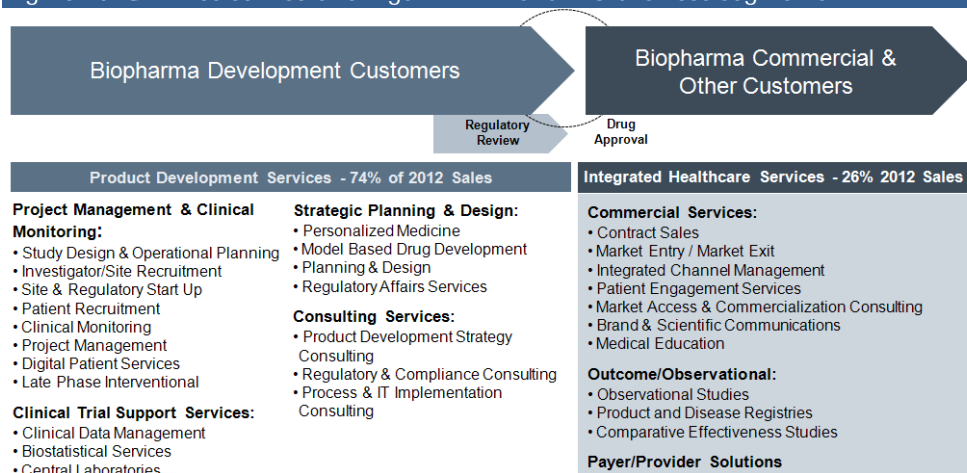 Biopharma Development Customers
Biopharma Commercial &
Other Customers
Regulatory
Review
Drug
Approval
Product Development Services - 74% of 2012 Sales
Project Management & Clinical
Monitoring:
• Study Design & Operational Planning
• Investigator/Site Recruitment
• Site & Regulatory Start Up
• Patient Recruitment
• Clinical Monitoring
• Project Management
• Digital Patient Services
• Late Phase Interventional
Clinical Trial Support Services:
• Clinical Data Management
• Biostatistical Services
• Central Laboratories
Strategic Planning & Design:
• Personalized Medicine
• Model Based Drug Development
• Planning & Design
• Regulatory Affairs Services
Consulting Services:
• Product Development Strategy
Consulting
• Regulatory & Compliance Consulting
• Process & IT Implementation
Consulting
Integrated Healthcare Services - 26% 2012 Sales
Commercial Services:
• Contract Sales
• Market Entry / Market Exit
• Integrated Channel Management
• Patient Engagement Services
• Market Access & Commercialization Consulting
• Brand & Scientific Communications
• Medical Education
Outcome/Observational:
• Observational Studies
• Product and Disease Registries
• Comparative Effectiveness Studies
Payer/Provider Solutions